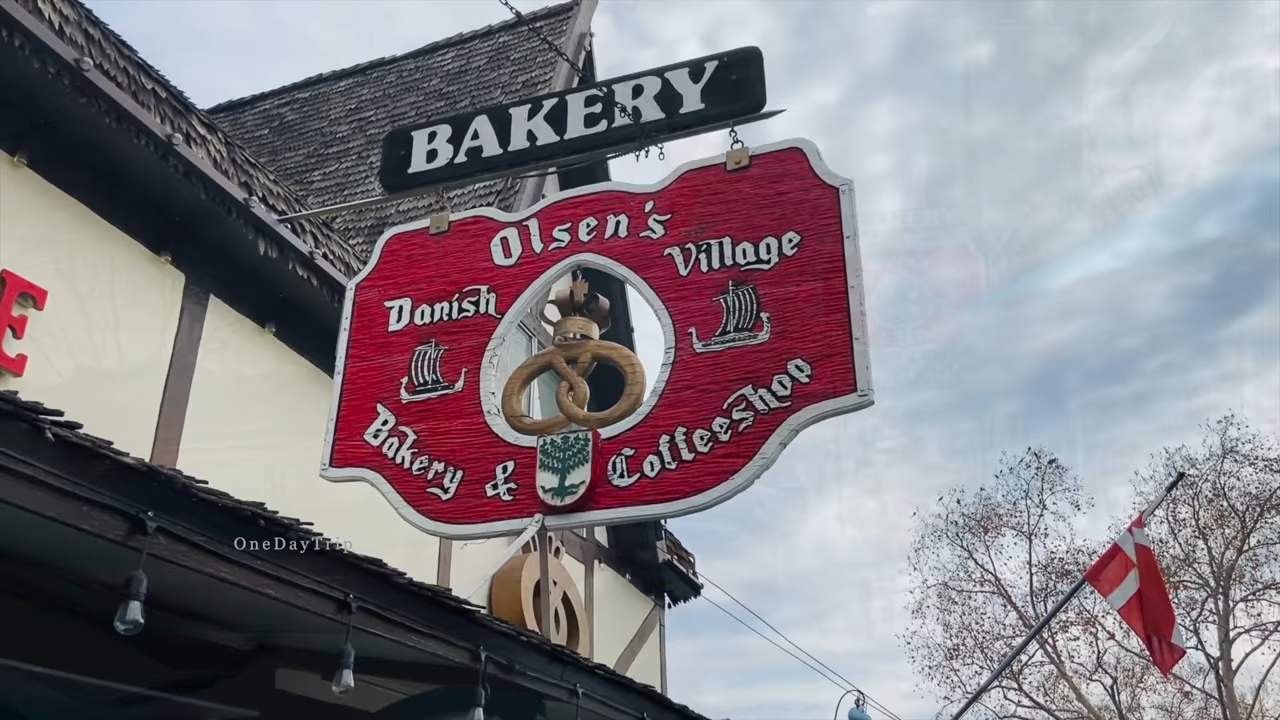 BAKERY
Olsen's
Danish Village
Bakery & Coffeeshop
E
OneDayTrip